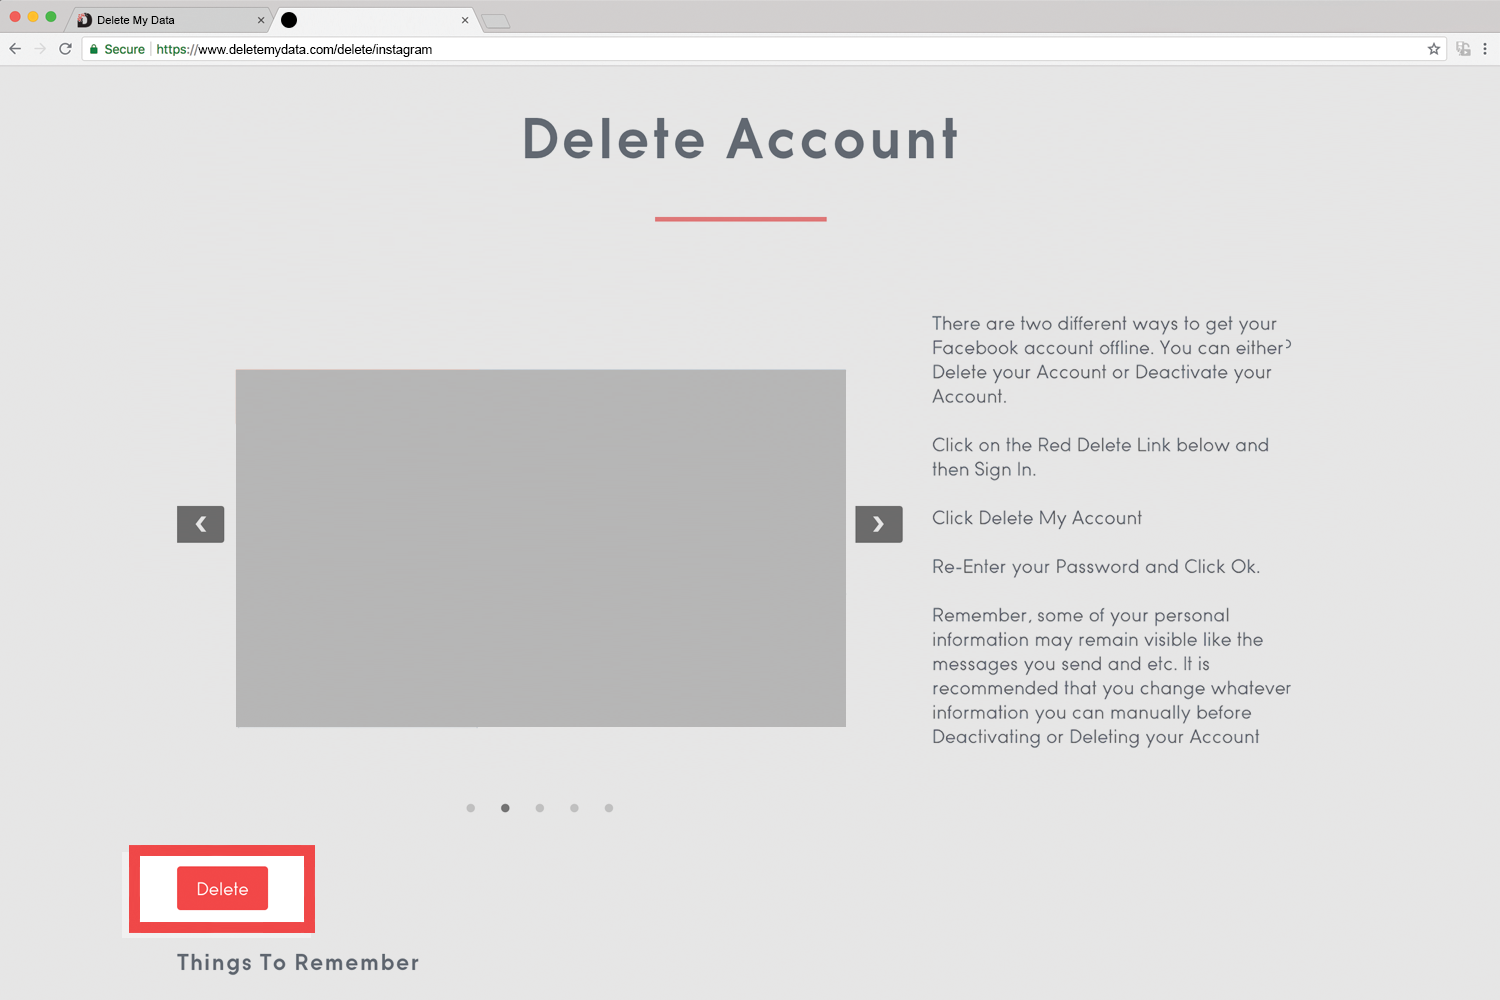 Delete My Data
Secure https://www.deletemydata.com/delete/instagram
Delete Account
There are two different ways to get your
Facebook account offline. You can either?
Delete your Account or Deactivate your
Account.
Click on the Red Delete Link below and
then Sign In.
Click Delete My Account
Re-Enter your Password and Click Ok.
Remember, some of your personal
information may remain visible like the
messages you send and etc. It is
recommended that you change whatever
information you can manually before
Deactivating or Deleting your Account
Delete
Things To Remember